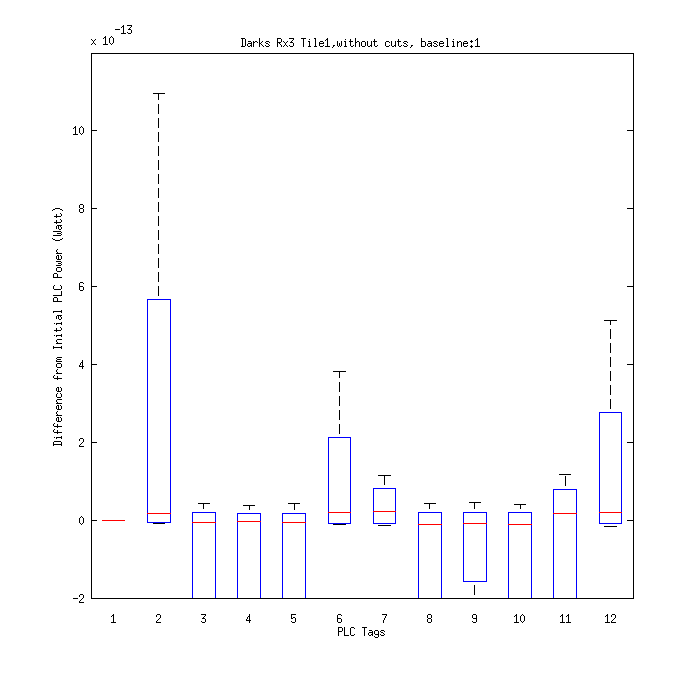 x 10-13
Darks Rx3 Tile1,without cuts, baseline:1
10
8
6
4
2
0
-2
Difference from Initial PLC Power (Watt)
1 2 3 4 5 6 7 8 9 10 11 12
PLC Tags